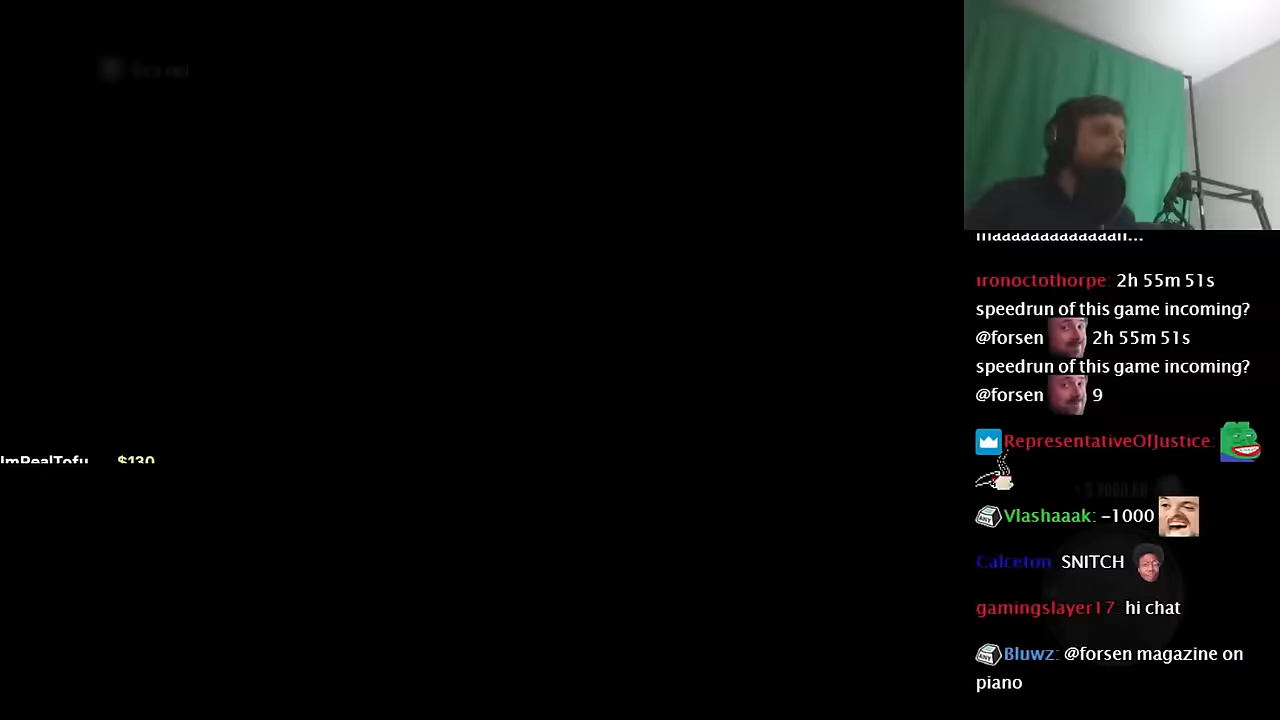 maaaaaaaaaaaaan...
ironoctothorpe: 2h 55m 51s
speedrun of this game incoming?
@forsen 2h 55m 51s
speedrun of this game incoming?
@forsen 9
RepresentativeOfJustice:
Vlashaaak: -1000
Calceton: SNITCH
gamingslayer17: hi chat
Bluwz: @forsen magazine on
piano
ImRealTofu $130